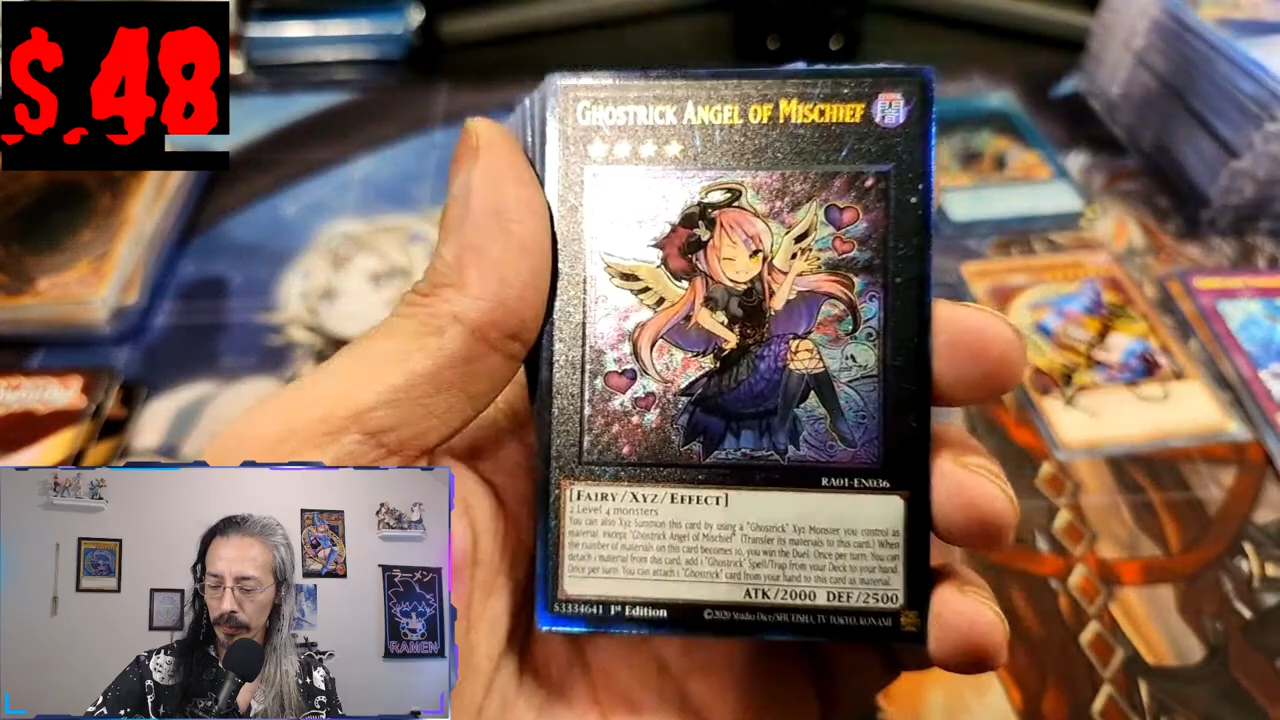 $.48
GHOSTRICK ANGEL OF MISCHIEF
闇
RA01-EN036
[FAIRY/XYZ/EFFECT]
2 Level 4 monsters
You can also Xyz Summon this card by using a "Ghostrick" Xyz Monster you control as
material, except "Ghostrick Angel of Mischief". (Transfer its materials to this card.) When
the number of materials on this card becomes 10, you win the Duel. Once per turn: You can
detach 1 material from this card; add 1 "Ghostrick" Spell/Trap from your Deck to your hand.
Once per turn: You can attach 1 "Ghostrick" card from your hand to this card as material.
ATK/2000 DEF/2500
53334641 1st Edition
©2020 Studio Dice/SHUEISHA, TV TOKYO, KONAMI
ラーメン
RAMEN